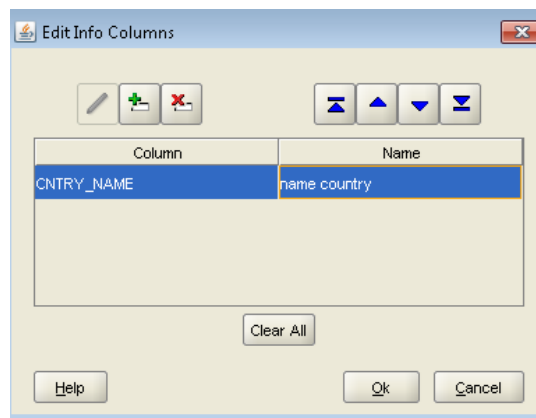 Edit Info Columns
Column Name
CNTRY_NAME name country
Clear All
Help Ok Cancel